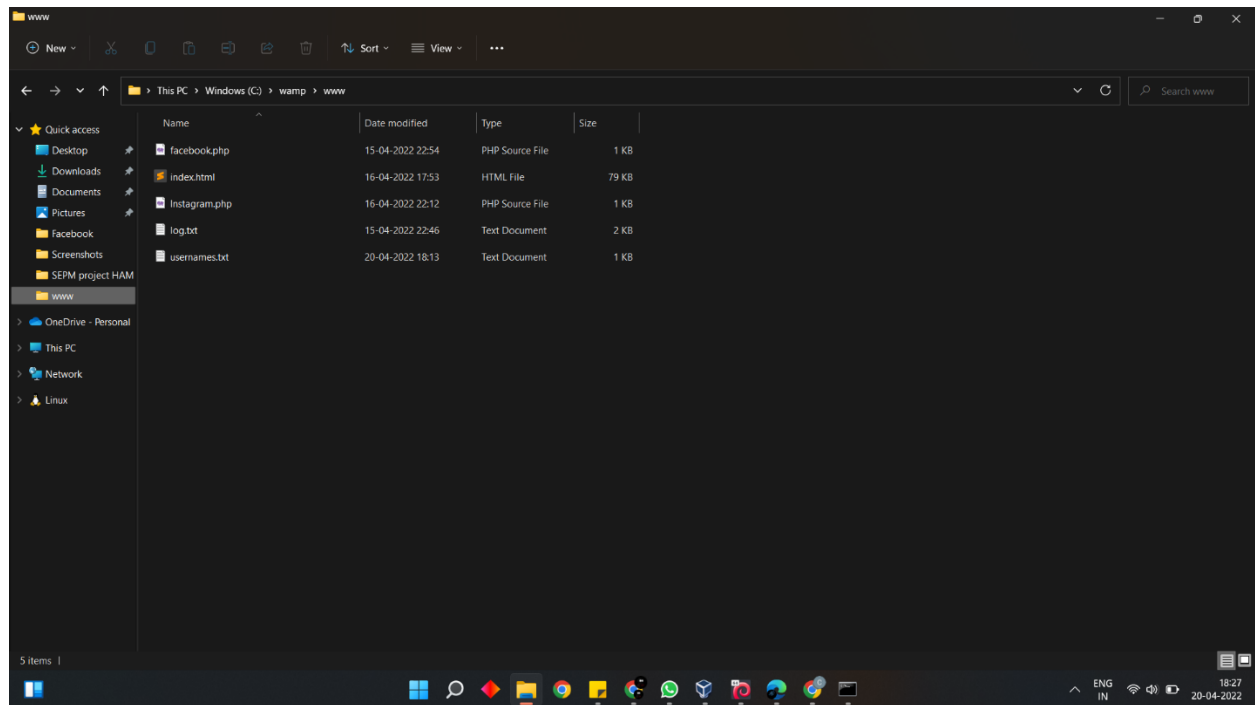 www
New
Sort
View
This PC > Windows (C:) > wamp > www
Search www
Name Date modified Type Size
Quick access
Desktop
Downloads
Documents
Pictures
Facebook
Screenshots
SEPM project HAM
www
OneDrive - Personal
This PC
Network
Linux
facebook.php 15-04-2022 22:54 PHP Source File 1 KB
index.html 16-04-2022 17:53 HTML File 79 KB
Instagram.php 16-04-2022 22:12 PHP Source File 1 KB
log.txt 15-04-2022 22:46 Text Document 2 KB
usernames.txt 20-04-2022 18:13 Text Document 1 KB
5 items
ENG
IN
18:27
20-04-2022